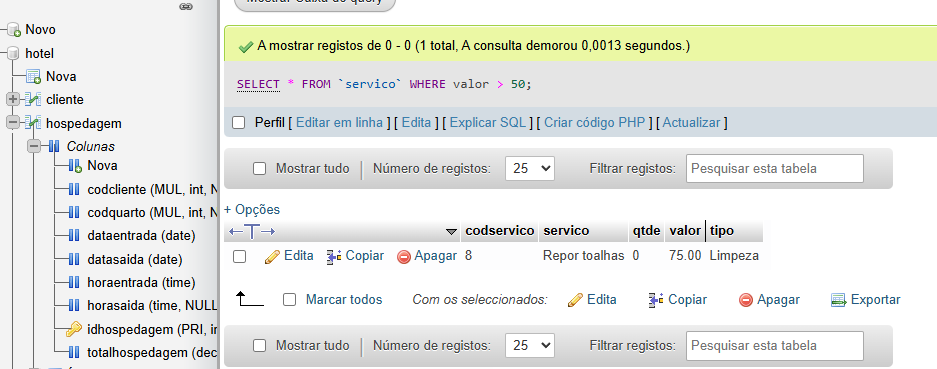 Mostrar Caixa do query
Novo
hotel
Nova
cliente
hospedagem
Colunas
Nova
codcliente (MUL, int, N
codquarto (MUL, int, N
dataentrada (date)
datasaida (date)
horaentrada (time)
horasaida (time, NULL
idhospedagem (PRI, in
totalhospedagem (dec
A mostrar registos de 0 - 0 (1 total, A consulta demorou 0,0013 segundos.)
SELECT * FROM `servico` WHERE valor > 50;
Perfil [ Editar em linha ] [ Edita ] [ Explicar SQL ] [ Criar código PHP ] [ Actualizar ]
Mostrar tudo | Número de registos: 25 Filtrar registos: Pesquisar esta tabela
+ Opções
codservico servico qtde valor tipo
Edita Copiar Apagar 8 Repor toalhas 0 75.00 Limpeza
Marcar todos Com os seleccionados: Edita Copiar Apagar Exportar
Mostrar tudo | Número de registos: 25 Filtrar registos: Pesquisar esta tabela